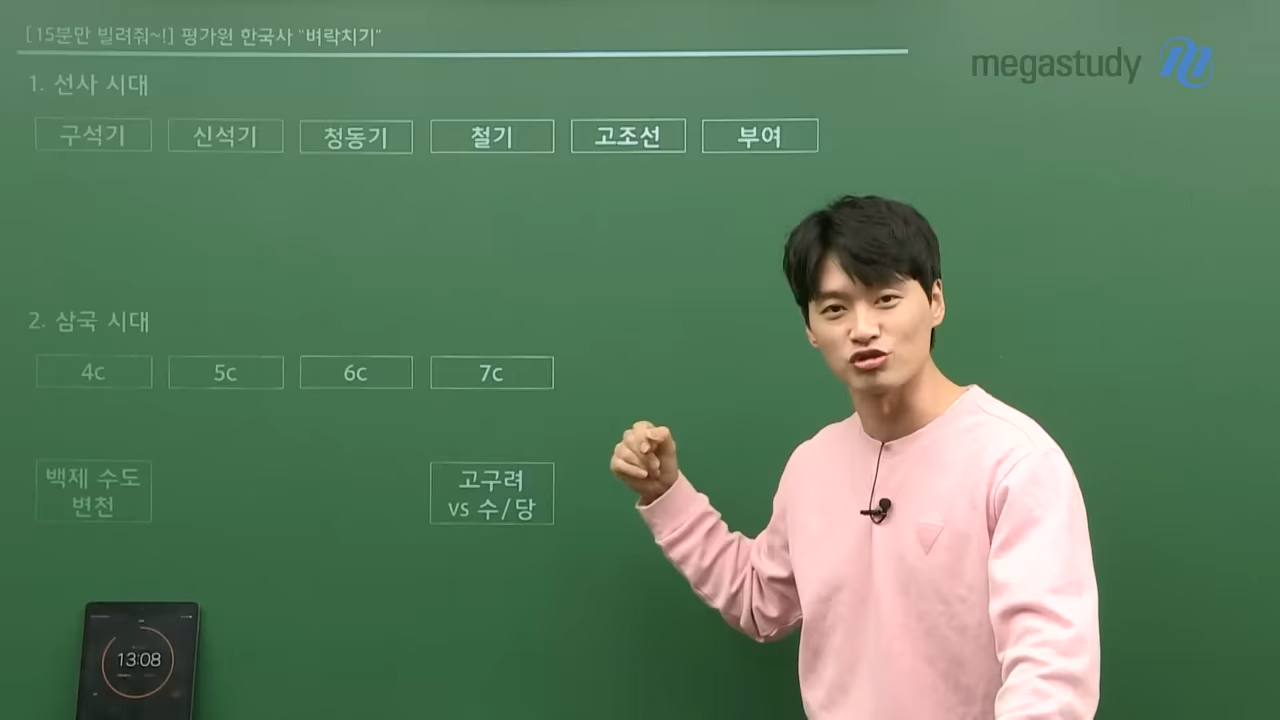 [15분만 빌려줘~!] 평가원 한국사 "벼락치기"
megastudy
1. 선사 시대
구석기 신석기 청동기 철기 고조선 부여
2. 삼국 시대
4c 5c 6c 7c
백제 수도
변천
고구려
vs 수/당
13:08